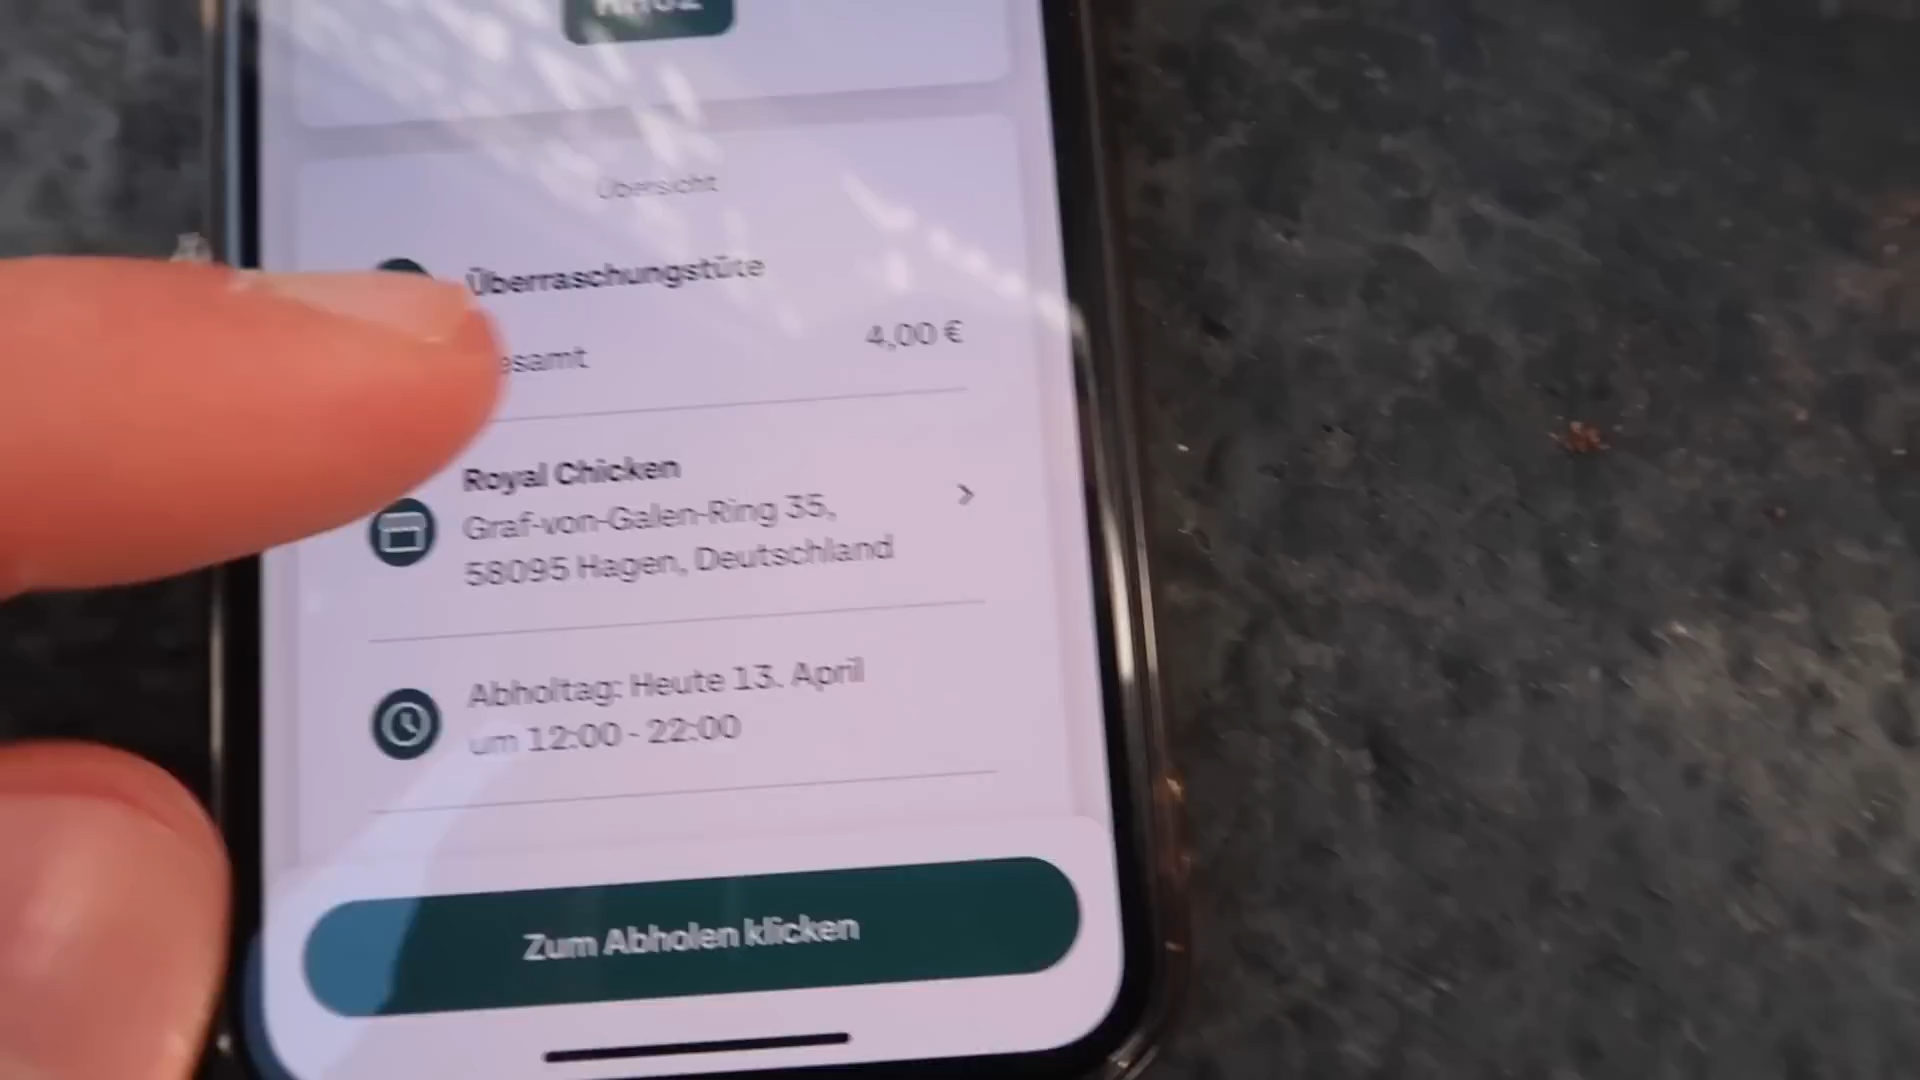 Übersicht
Überraschungstüte
esamt
4,00 €
Royal Chicken
Graf-von-Galen-Ring 35,
58095 Hagen, Deutschland
Abholtag: Heute 13. April
um 12:00 - 22:00
Zum Abholen klicken